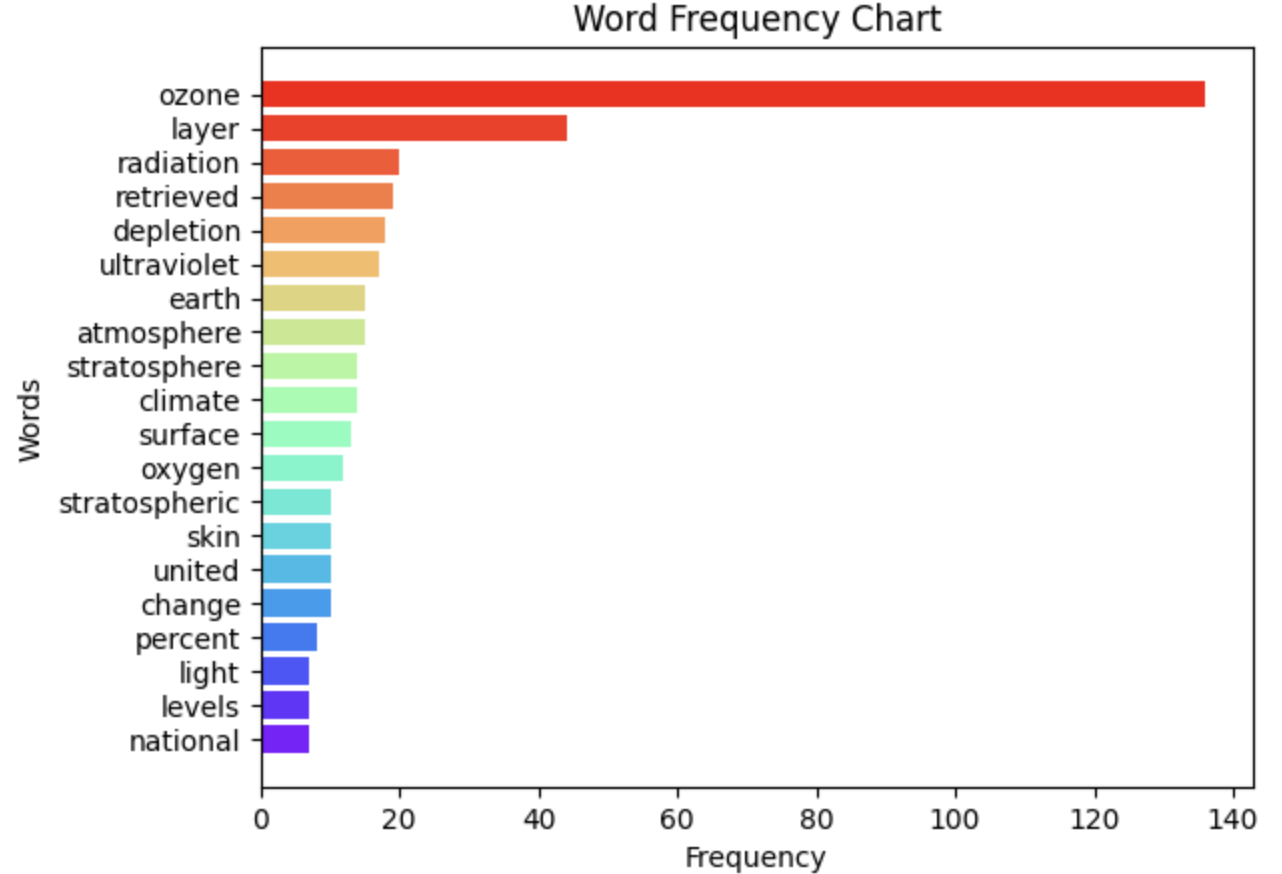 Word Frequency Chart
Words
ozone
layer
radiation
retrieved
depletion
ultraviolet
earth
atmosphere
stratosphere
climate
surface
oxygen
stratospheric
skin
united
change
percent
light
levels
national
0 20 40 60 80 100 120 140
Frequency